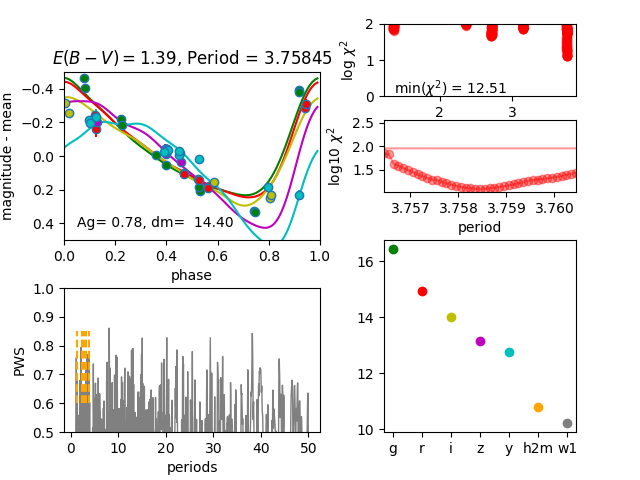 E(B − V) = 1.39, Period = 3.75845
−0.4
−0.2
0.0
0.2
0.4
magnitude - mean
Ag= 0.78, dm= 14.40
0.0 0.2 0.4 0.6 0.8 1.0
phase
2
1
0
log χ²
min(χ²) = 12.51
2 3
2.5
2.0
1.5
log10 χ²
3.757 3.758 3.759 3.760
period
1.0
0.9
0.8
0.7
0.6
0.5
PWS
0 10 20 30 40 50
periods
16
14
12
10
g r i z y h2m w1